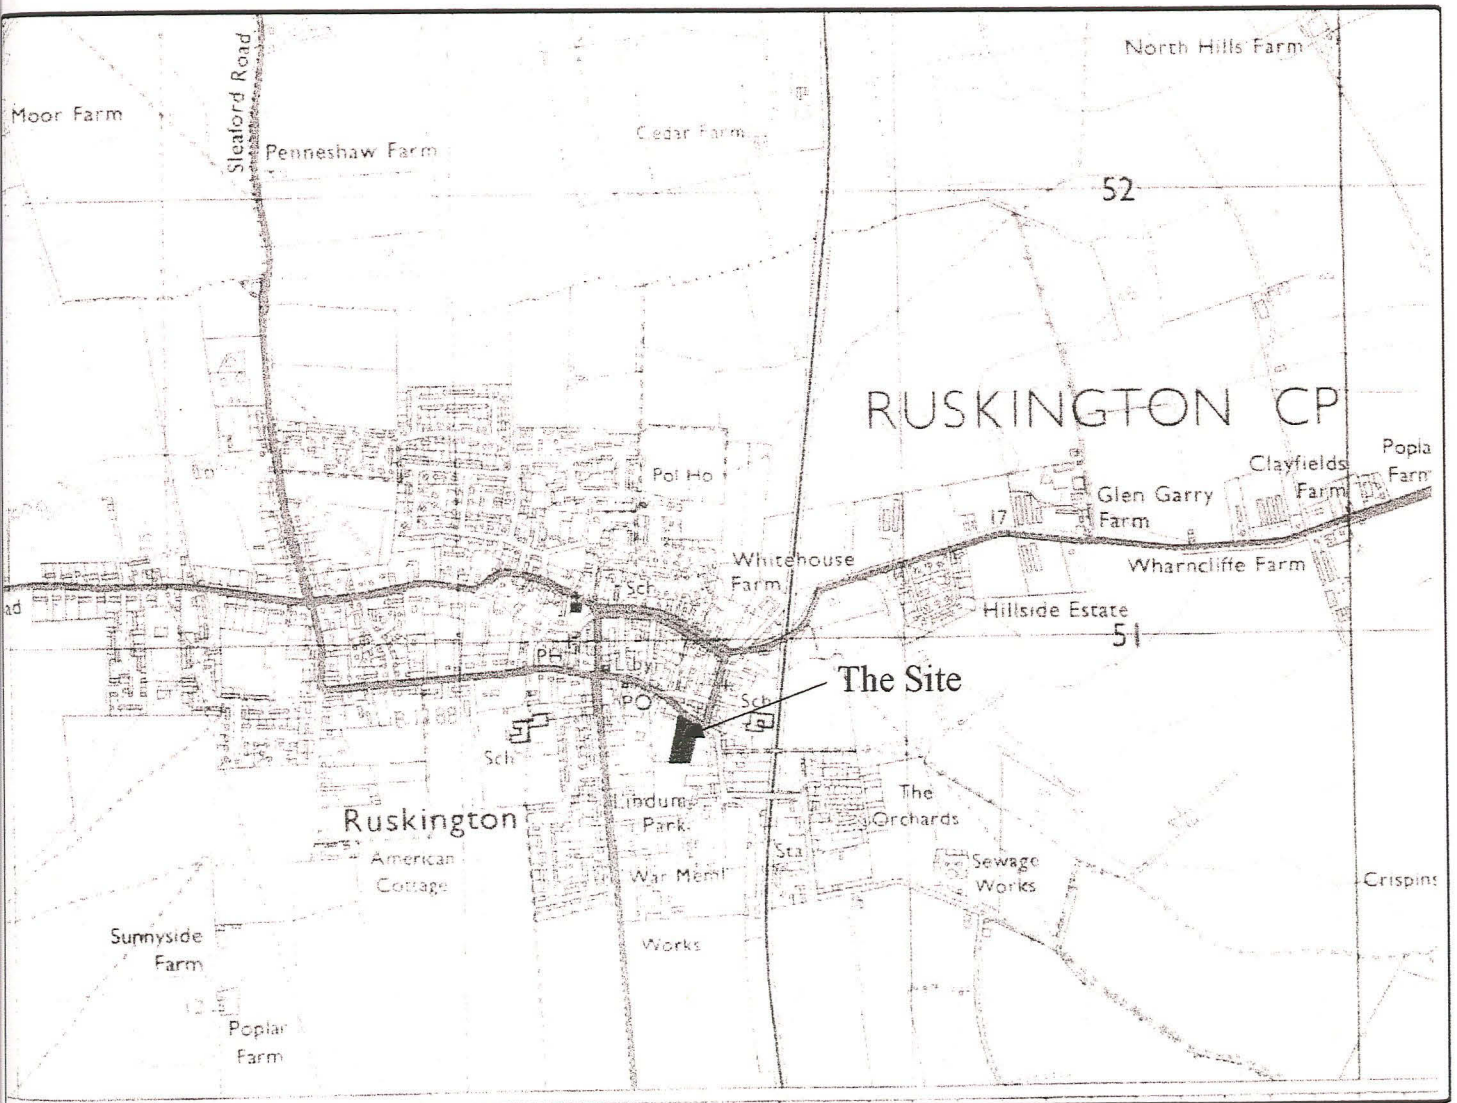 North Hills Farm
Moor Farm
Sleaford Road
Penneshaw Farm
Cedar Farm
52
RUSKINGTON CP
Pol Ho
Clayfields
Farm
Popla
Farm
Glen Garry
Farm
17
Whitehouse
Farm
Wharncliffe Farm
Sch
ad
Hillside Estate
51
PH
Liby
The Site
PO
Sch
Sch
Lindum
Park
The
Orchards
Ruskington
American
Cottage
Sta
Sewage
Works
War Meml
Crispins
Sunnyside
Farm
Works
12
Poplar
Farm